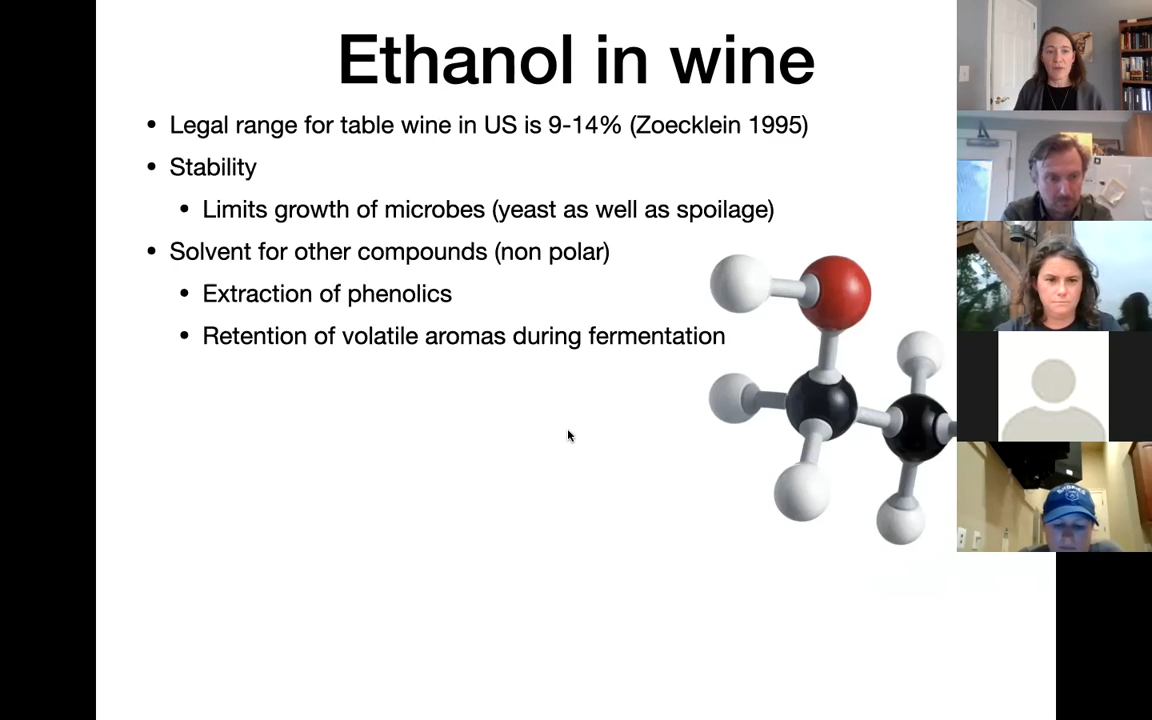 Ethanol in wine
• Legal range for table wine in US is 9-14% (Zoecklein 1995)
• Stability
• Limits growth of microbes (yeast as well as spoilage)
• Solvent for other compounds (non polar)
• Extraction of phenolics
• Retention of volatile aromas during fermentation